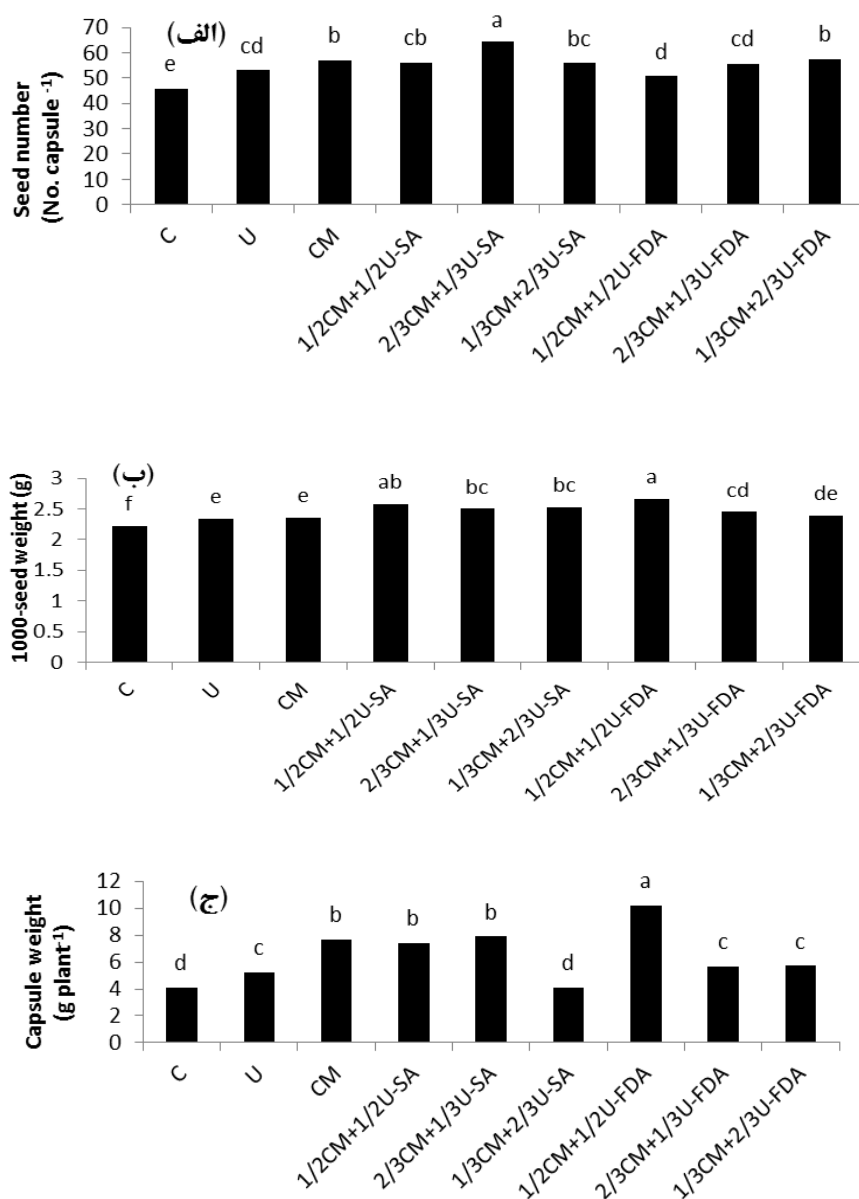 (الف)
Seed number
(No. capsule -1)
70
60
50
40
30
20
10
0
e
cd
b
cb
a
bc
d
cd
b
C
U
CM
1/2CM+1/2U-SA
2/3CM+1/3U-SA
1/3CM+2/3U-SA
1/2CM+1/2U-FDA
2/3CM+1/3U-FDA
1/3CM+2/3U-FDA
(ب)
1000-seed weight (g)
3
2.5
2
1.5
1
0.5
0
f
e
e
ab
bc
bc
a
cd
de
C
U
CM
1/2CM+1/2U-SA
2/3CM+1/3U-SA
1/3CM+2/3U-SA
1/2CM+1/2U-FDA
2/3CM+1/3U-FDA
1/3CM+2/3U-FDA
(ج)
Capsule weight
(g plant-1)
12
10
8
6
4
2
0
d
c
b
b
b
d
a
c
c
C
U
CM
1/2CM+1/2U-SA
2/3CM+1/3U-SA
1/3CM+2/3U-SA
1/2CM+1/2U-FDA
2/3CM+1/3U-FDA
1/3CM+2/3U-FDA